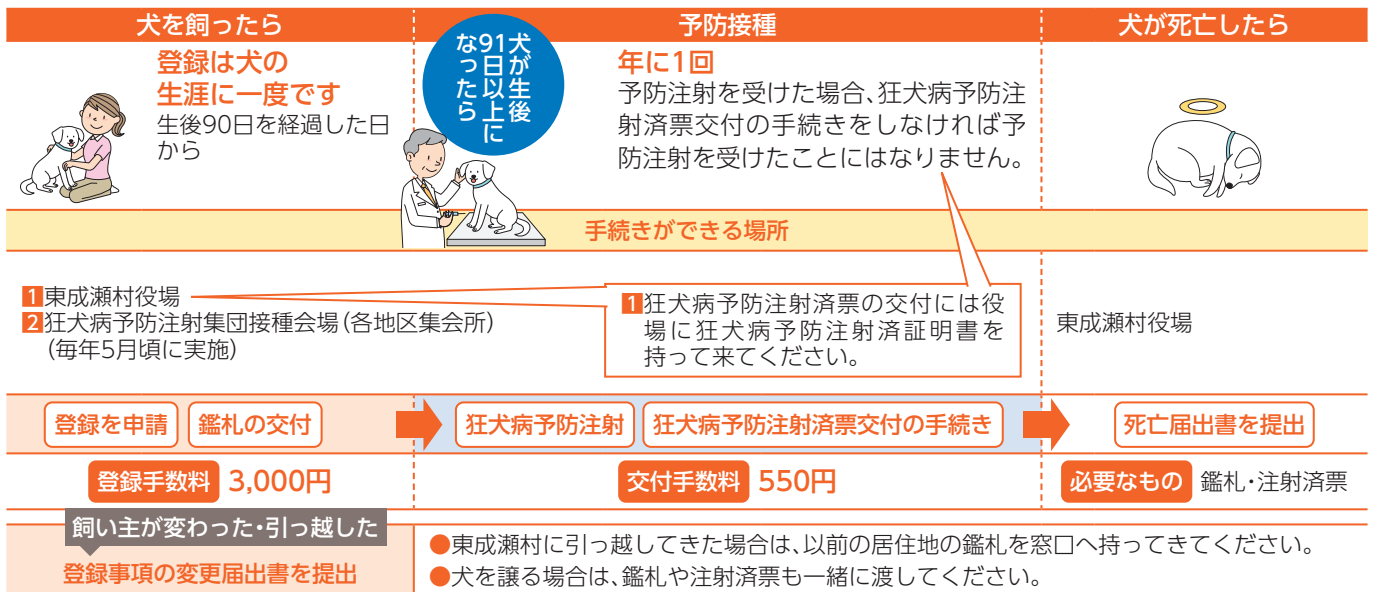 犬を飼ったら
登録は犬の
生涯に一度です
生後90日を経過した日
から
犬が生後
91日以上に
なったら
予防接種
年に1回
予防注射を受けた場合、狂犬病予防注
射済票交付の手続きをしなければ予
防注射を受けたことにはなりません。
犬が死亡したら
手続きができる場所
1東成瀬村役場
2狂犬病予防注射集団接種会場(各地区集会所)
(毎年5月頃に実施)
1狂犬病予防注射済票の交付には役
場に狂犬病予防注射済証明書を
持って来てください。
東成瀬村役場
登録を申請 鑑札の交付
狂犬病予防注射 狂犬病予防注射済票交付の手続き
死亡届出書を提出
登録手数料 3,000円
交付手数料 550円
必要なもの 鑑札・注射済票
飼い主が変わった・引っ越した
登録事項の変更届出書を提出
●東成瀬村に引っ越してきた場合は、以前の居住地の鑑札を窓口へ持ってきてください。
●犬を譲る場合は、鑑札や注射済票も一緒に渡してください。